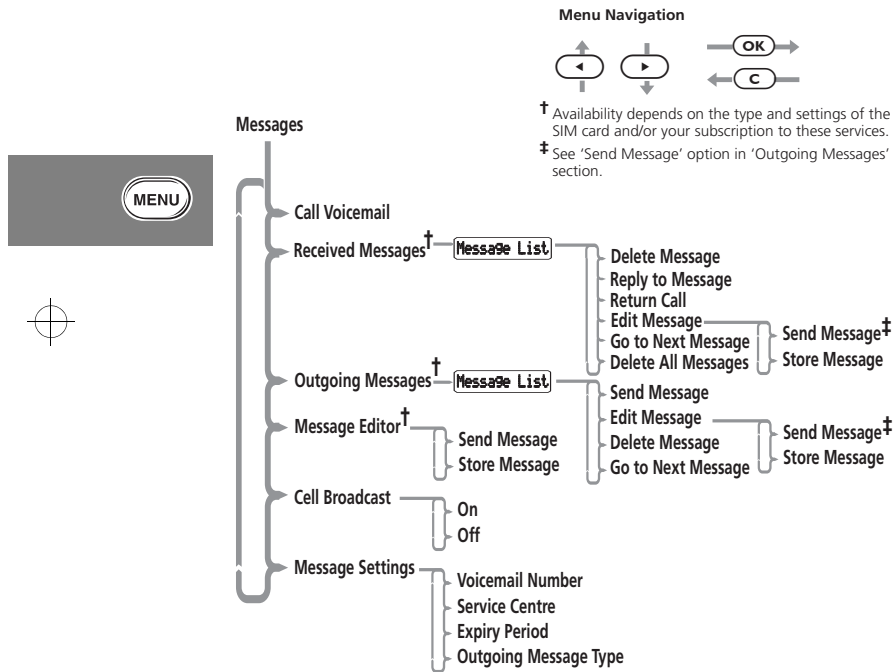 Menu Navigation
OK
C
† Availability depends on the type and settings of the
SIM card and/or your subscription to these services.
‡ See 'Send Message' option in 'Outgoing Messages'
section.
MENU
Messages
Call Voicemail
Received Messages†
Message List
Delete Message
Reply to Message
Return Call
Edit Message
Go to Next Message
Delete All Messages
Send Message‡
Store Message
Outgoing Messages†
Message List
Send Message
Edit Message
Delete Message
Go to Next Message
Send Message‡
Store Message
Message Editor†
Send Message
Store Message
Cell Broadcast
On
Off
Message Settings
Voicemail Number
Service Centre
Expiry Period
Outgoing Message Type